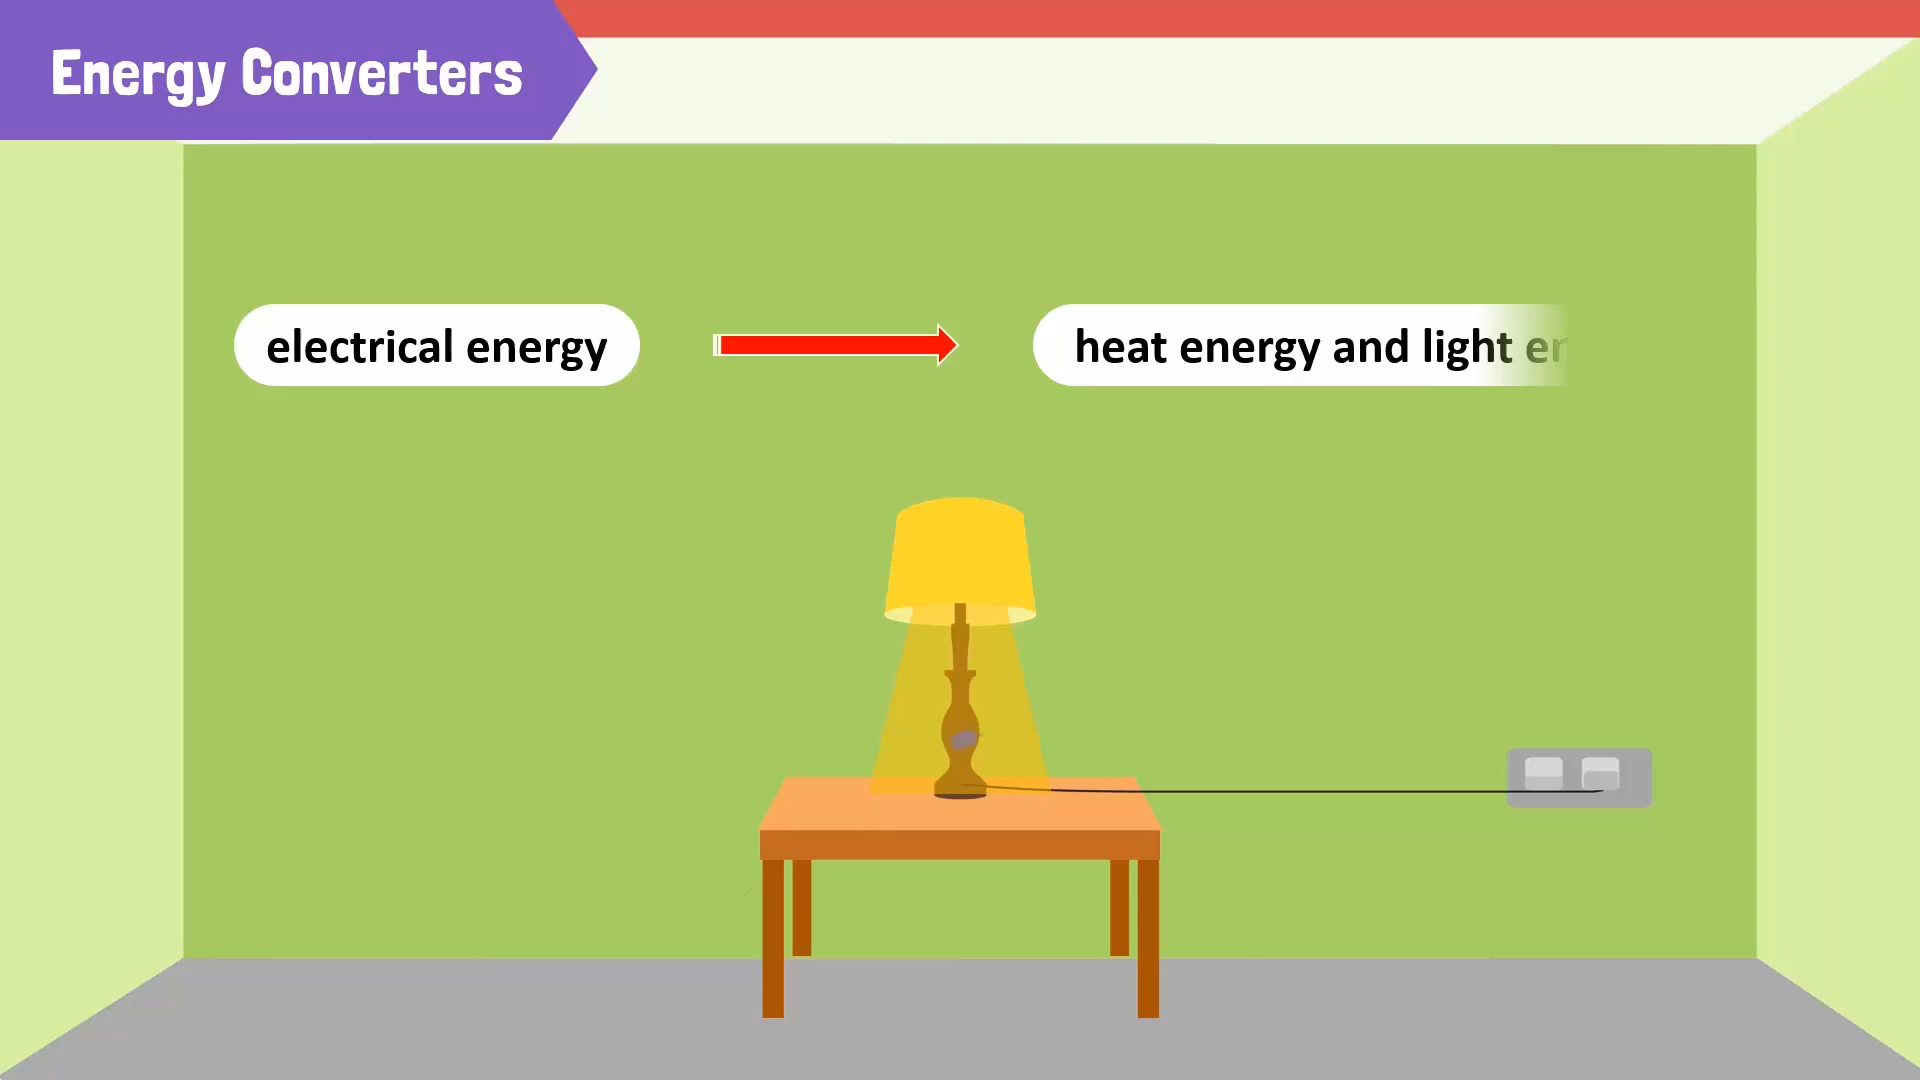 Energy Converters
electrical energy
heat energy and light